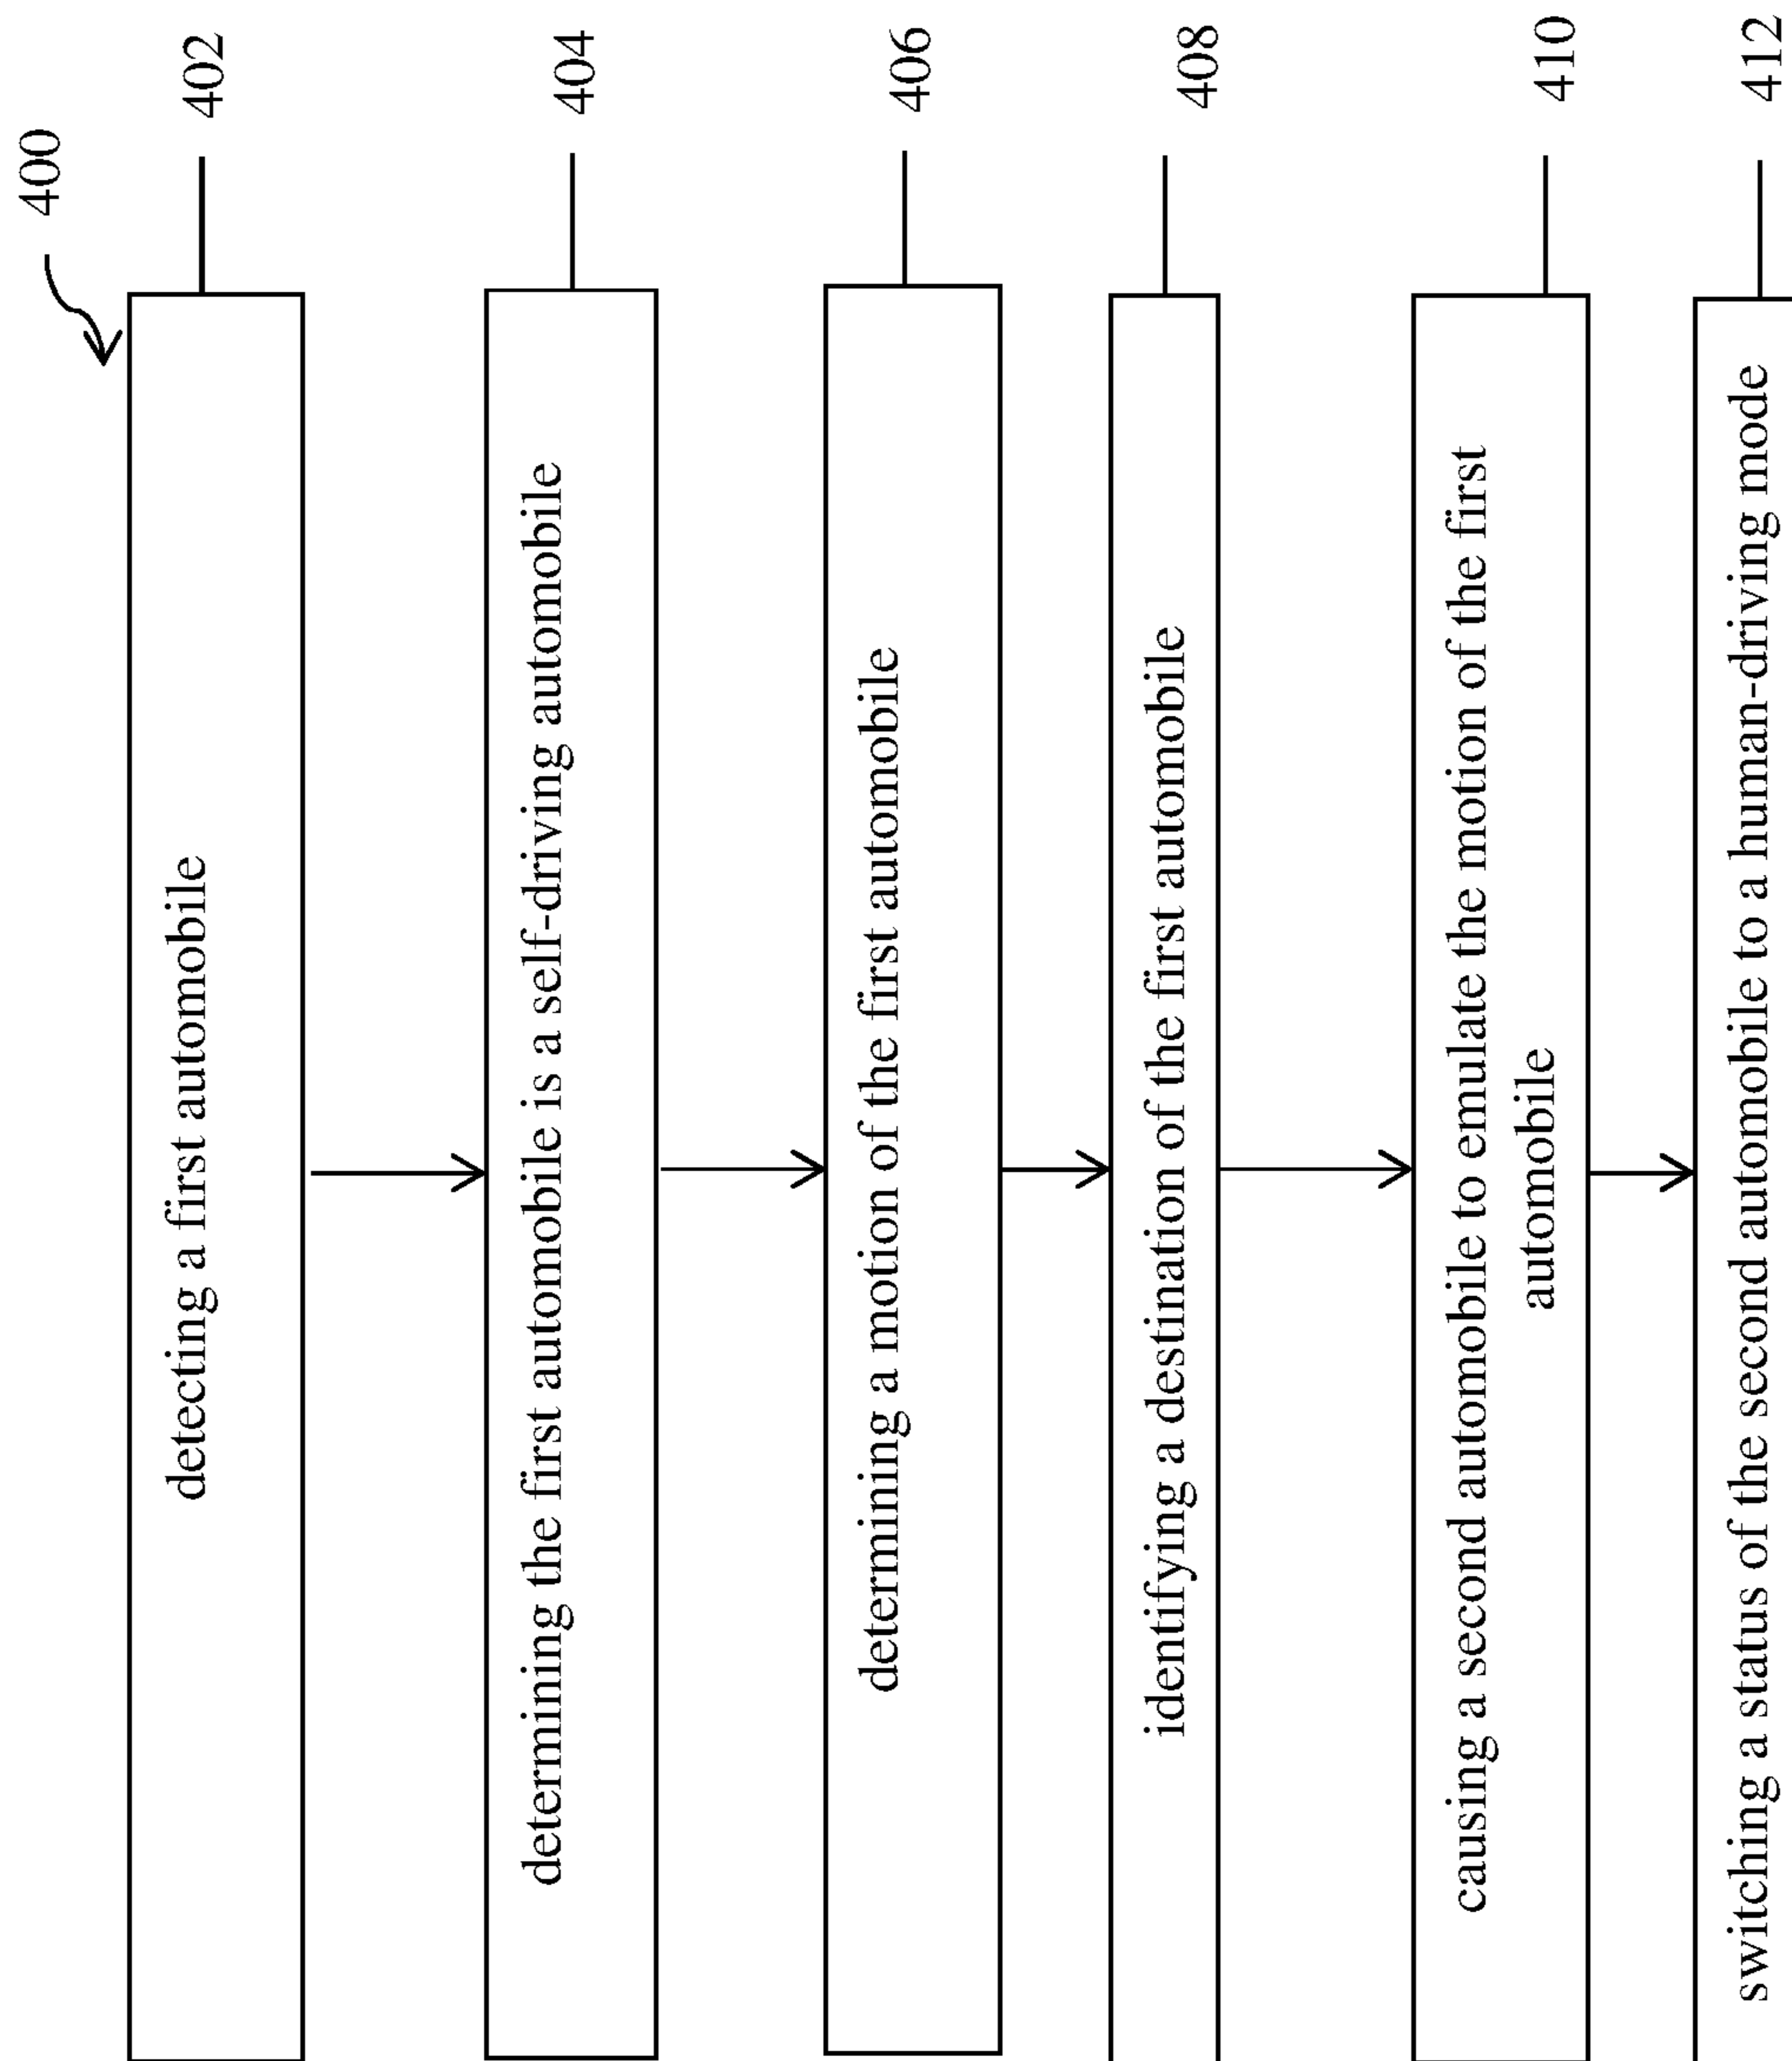 400
detecting a first automobile
402
determining the first automobile is a self-driving automobile
404
determining a motion of the first automobile
406
identifying a destination of the first automobile
408
causing a second automobile to emulate the motion of the first
automobile
410
switching a status of the second automobile to a human-driving mode
412